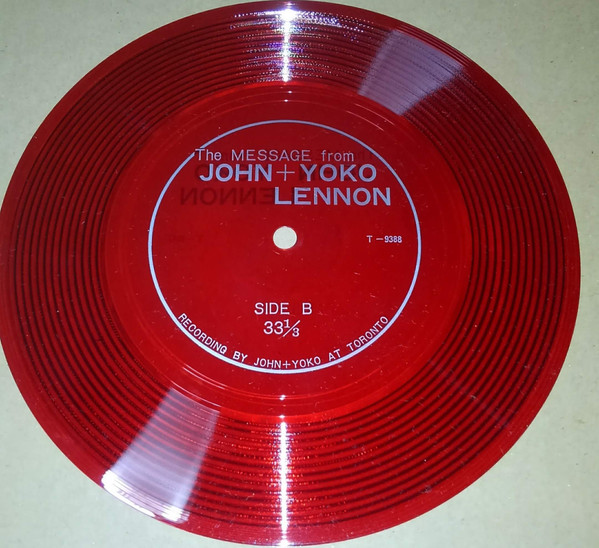 The MESSAGE from
JOHN+YOKO
LENNON
T-9388
SIDE B
33⅓
RECORDING BY JOHN+YOKO AT TORONTO